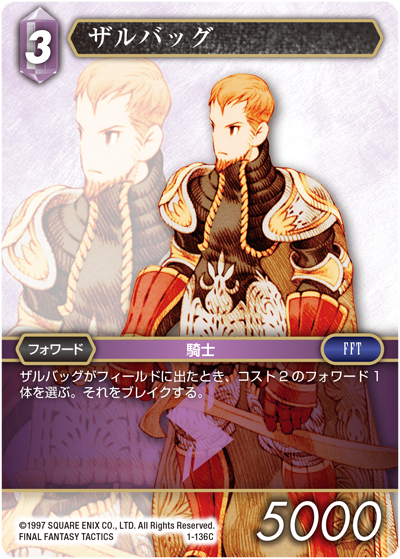 3
ザルバッグ
フォワード
騎士
FFT
ザルバッグがフィールドに出たとき、コスト2のフォワード1
体を選ぶ。それをブレイクする。
©1997 SQUARE ENIX CO., LTD. All Rights Reserved.
FINAL FANTASY TACTICS
1-136C
5000